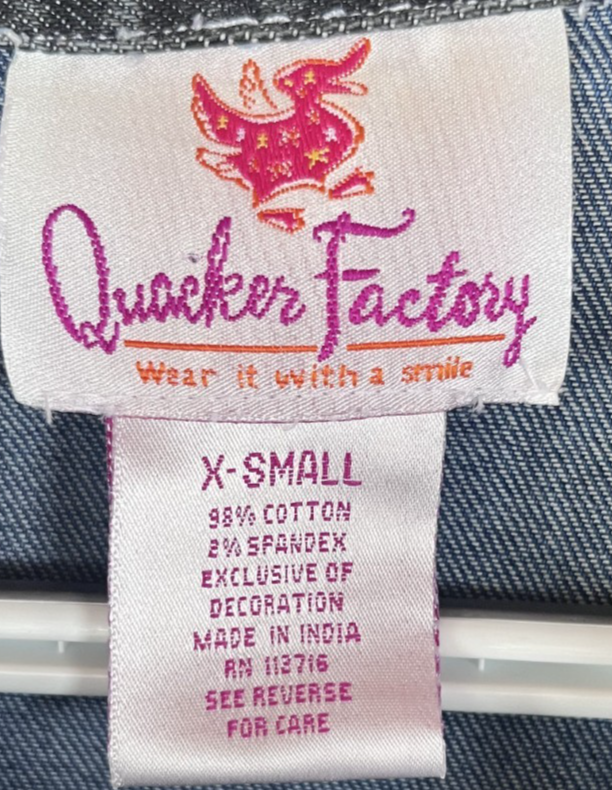 Quacker Factory
Wear it with a smile
X-SMALL
98% COTTON
2% SPANDEX
EXCLUSIVE OF
DECORATION
MADE IN INDIA
RN 113716
SEE REVERSE
FOR CARE